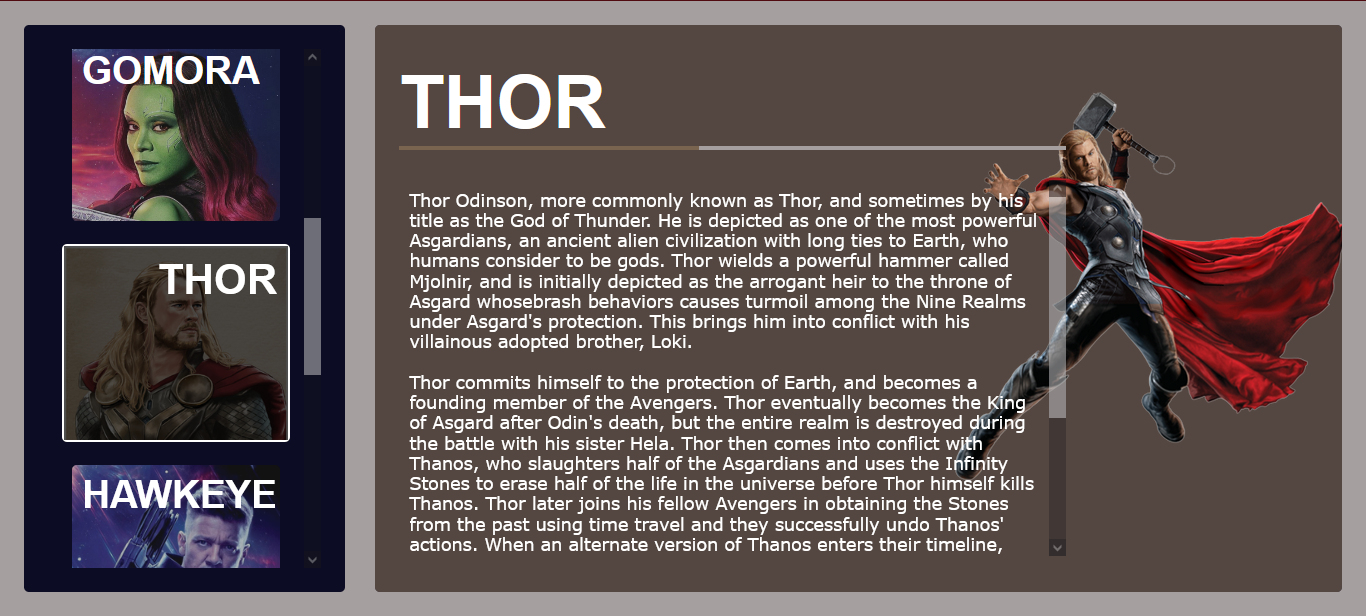 GOMORA
THOR
HAWKEYE
THOR
Thor Odinson, more commonly known as Thor, and sometimes by his
title as the God of Thunder. He is depicted as one of the most powerful
Asgardians, an ancient alien civilization with long ties to Earth, who
humans consider to be gods. Thor wields a powerful hammer called
Mjolnir, and is initially depicted as the arrogant heir to the throne of
Asgard whosebrash behaviors causes turmoil among the Nine Realms
under Asgard's protection. This brings him into conflict with his
villainous adopted brother, Loki.
Thor commits himself to the protection of Earth, and becomes a
founding member of the Avengers. Thor eventually becomes the King
of Asgard after Odin's death, but the entire realm is destroyed during
the battle with his sister Hela. Thor then comes into conflict with
Thanos, who slaughters half of the Asgardians and uses the Infinity
Stones to erase half of the life in the universe before Thor himself kills
Thanos. Thor later joins his fellow Avengers in obtaining the Stones
from the past using time travel and they successfully undo Thanos'
actions. When an alternate version of Thanos enters their timeline,